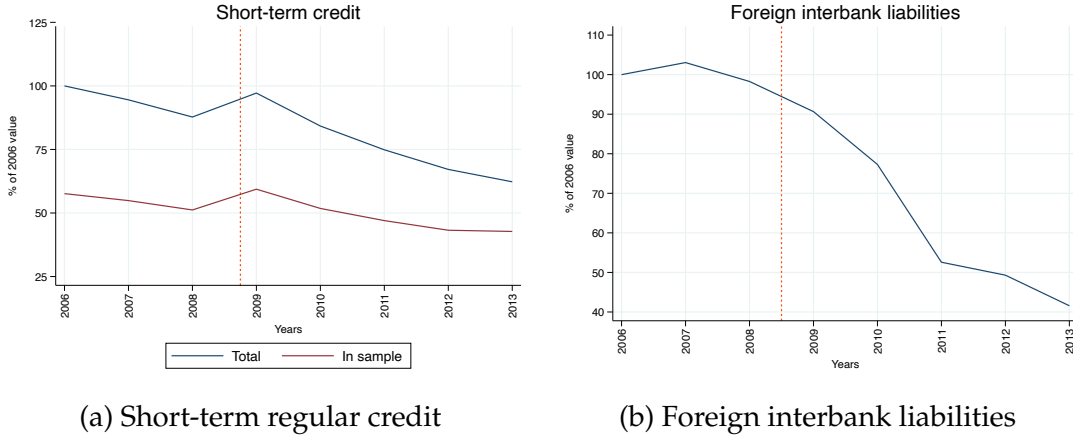 Short-term credit
125
100
75
50
25
% of 2006 value
2006 2007 2008 2009 2010 2011 2012 2013
Years
Total In sample
(a) Short-term regular credit
Foreign interbank liabilities
110
100
90
80
70
60
50
40
% of 2006 value
2006 2007 2008 2009 2010 2011 2012 2013
Years
(b) Foreign interbank liabilities